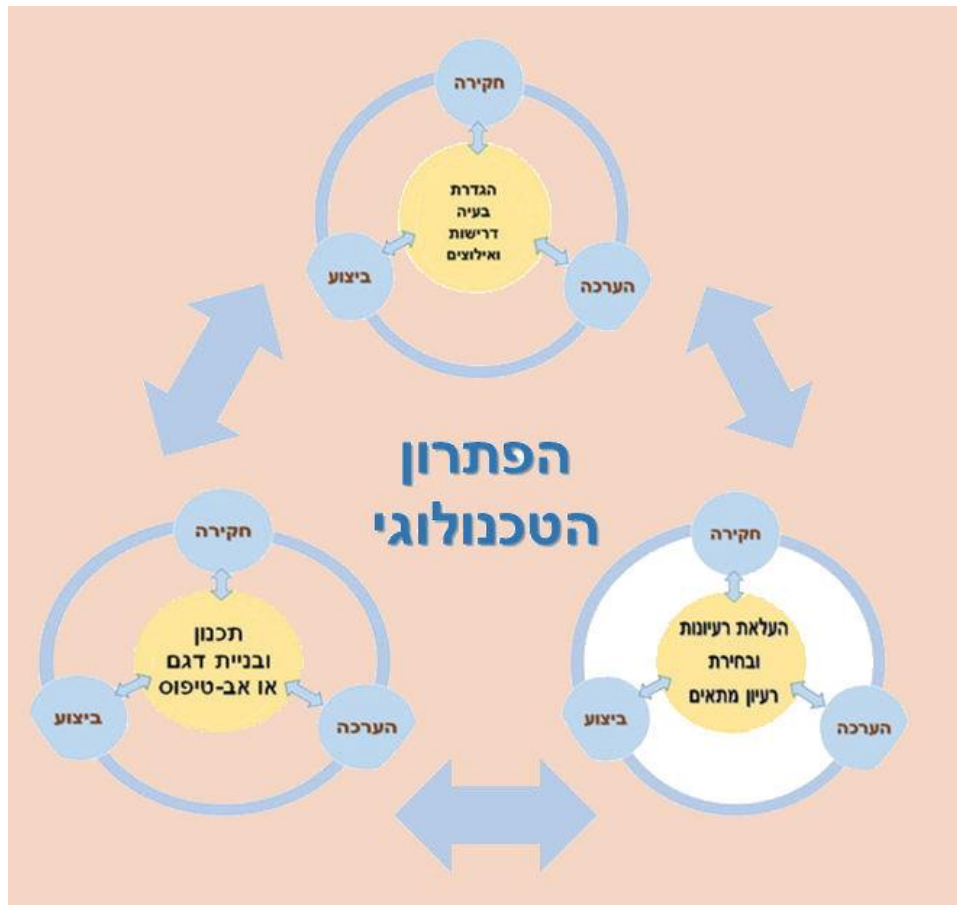 חקירה
הגדרת
בעיה
דרישות
ואילוצים
ביצוע
הערכה
הפתרון
הטכנולוגי
חקירה
העלאת רעיונות
ובחירת
רעיון מתאים
ביצוע
הערכה
חקירה
תכנון
ובניית דגם
או אב-טיפוס
ביצוע
הערכה